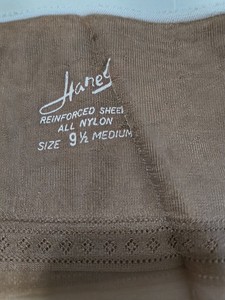 Hanes
REINFORCED SHEER
ALL NYLON
SIZE 9½ MEDIUM